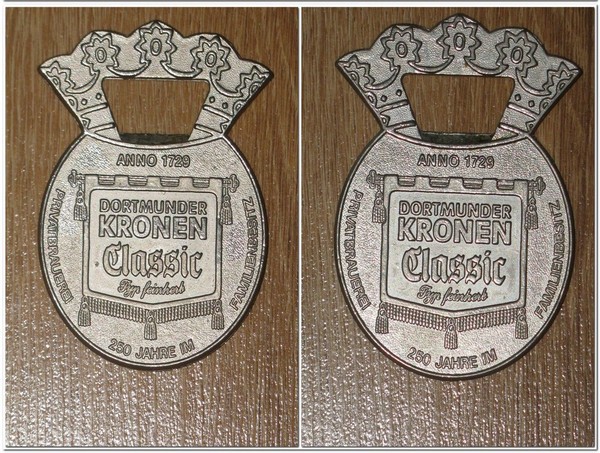 ANNO 1729
DORTMUNDER
KRONEN
Classic
Typ feinherb
PRIVATBRAUEREI
250 JAHRE IM
FAMILIENBESITZ
ANNO 1729
DORTMUNDER
KRONEN
Classic
Typ feinherb
PRIVATBRAUEREI
250 JAHRE IM
FAMILIENBESITZ